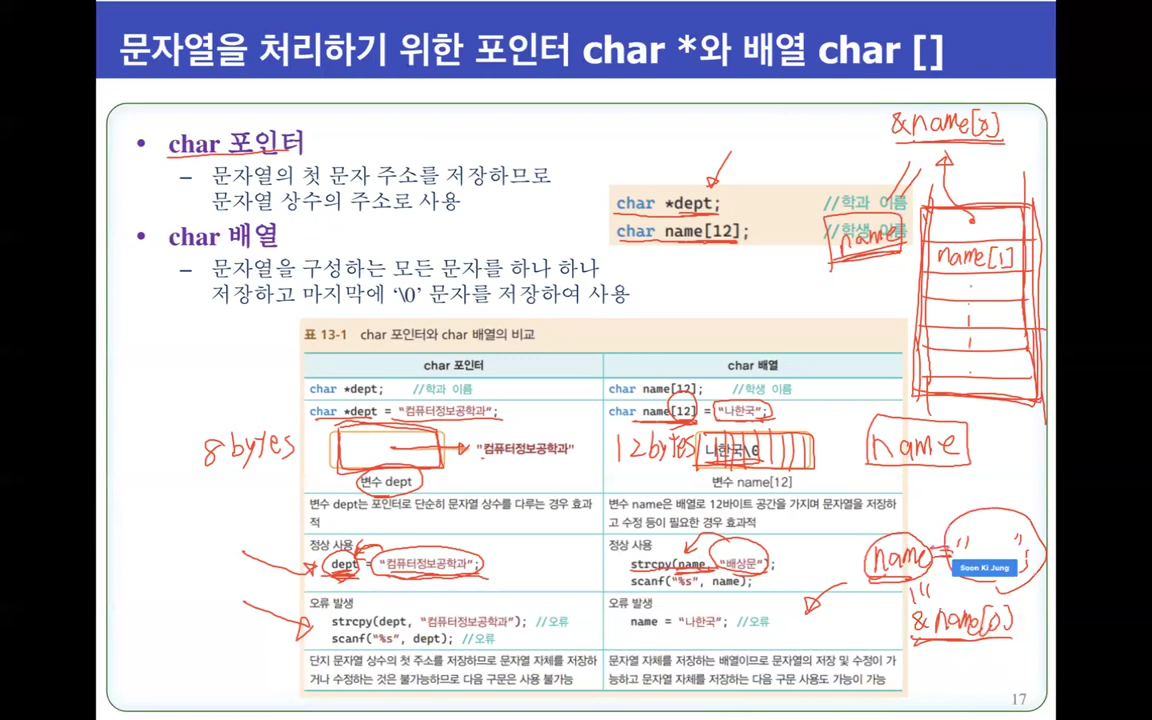 문자열을 처리하기 위한 포인터 char *와 배열 char []
&name[0]
• char 포인터
– 문자열의 첫 문자 주소를 저장하므로
문자열 상수의 주소로 사용
char *dept; //학과 이름
char name[12]; //학생 이름
name
name[1]
• char 배열
– 문자열을 구성하는 모든 문자를 하나 하나
저장하고 마지막에 ‘\0’ 문자를 저장하여 사용
표 13-1 char 포인터와 char 배열의 비교
char 포인터 char 배열
char *dept; //학과 이름 char name[12]; //학생 이름
char *dept = “컴퓨터정보공학과”; char name[12] = “나한국”;
8 bytes “컴퓨터정보공학과” 12bytes 나한국\0 name
변수 dept 변수 name[12]
변수 dept는 포인터로 단순히 문자열 상수를 다루는 경우 효과
적
변수 name은 배열로 12바이트 공간을 가지며 문자열을 저장하
고 수정 등이 필요한 경우 효과적
정상 사용
dept = “컴퓨터정보공학과”;
정상 사용
strcpy(name, “배상문”);
scanf(“%s”, name);
name = " ";
Soon Ki Jung
&name[0]
오류 발생
strcpy(dept, “컴퓨터정보공학과”); //오류
scanf(“%s”, dept); //오류
오류 발생
name = “나한국”; //오류
단지 문자열 상수의 첫 주소를 저장하므로 문자열 자체를 저장하
거나 수정하는 것은 불가능하므로 다음 구문은 사용 불가능
문자열 자체를 저장하는 배열이므로 문자열의 저장 및 수정이 가
능하고 문자열 자체를 저장하는 다음 구문 사용도 가능이 가능
17